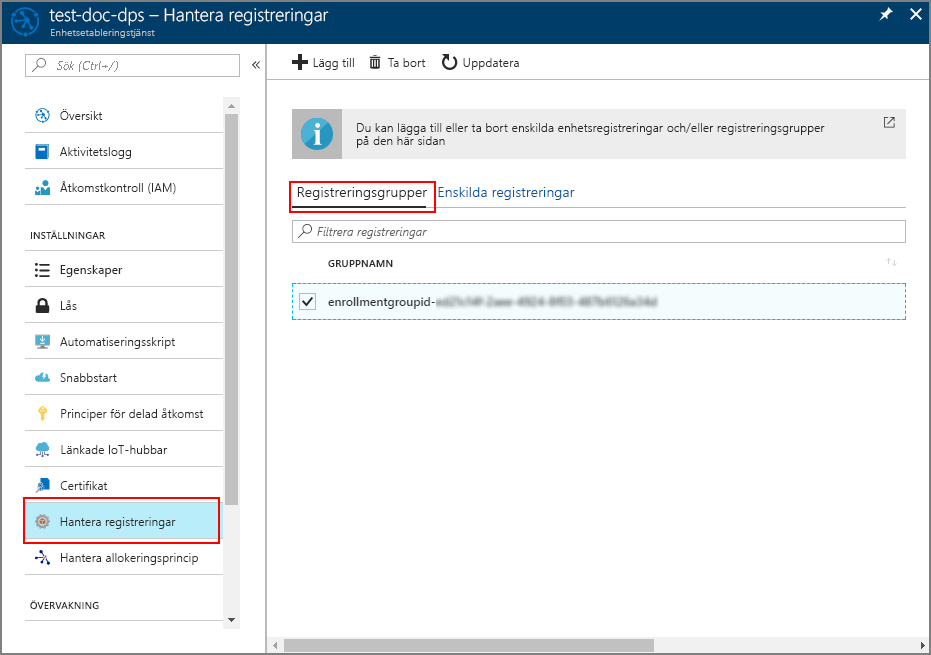 test-doc-dps – Hantera registreringar
Enhetsetableringstjänst
Sök (Ctrl+/)
«
Översikt
Aktivitetslogg
Åtkomstkontroll (IAM)
INSTÄLLNINGAR
Egenskaper
Lås
Automatiseringsskript
Snabbstart
Principer för delad åtkomst
Länkade IoT-hubbar
Certifikat
Hantera registreringar
Hantera allokeringsprincip
ÖVERVAKNING
Lägg till
Ta bort
Uppdatera
Du kan lägga till eller ta bort enskilda enhetsregistreringar och/eller registreringsgrupper
på den här sidan
Registreringsgrupper
Enskilda registreringar
Filtrera registreringar
GRUPPNAMN
enrollmentgroupid-